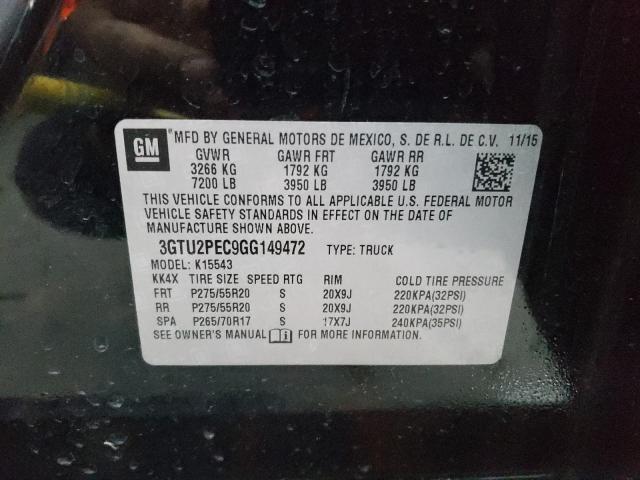 GM
® MFD BY GENERAL MOTORS DE MEXICO, S. DE R.L. DE C.V. 11/15
GVWR GAWR FRT GAWR RR
3266 KG 1792 KG 1792 KG
7200 LB 3950 LB 3950 LB
THIS VEHICLE CONFORMS TO ALL APPLICABLE U.S. FEDERAL MOTOR
VEHICLE SAFETY STANDARDS IN EFFECT ON THE DATE OF
MANUFACTURE SHOWN ABOVE.
3GTU2PEC9GG149472 TYPE: TRUCK
MODEL: K15543
KK4X TIRE SIZE SPEED RTG RIM COLD TIRE PRESSURE
FRT P275/55R20 S 20X9J 220KPA(32PSI)
RR P275/55R20 S 20X9J 220KPA(32PSI)
SPA P265/70R17 S 17X7J 240KPA(35PSI)
SEE OWNER'S MANUAL FOR MORE INFORMATION.